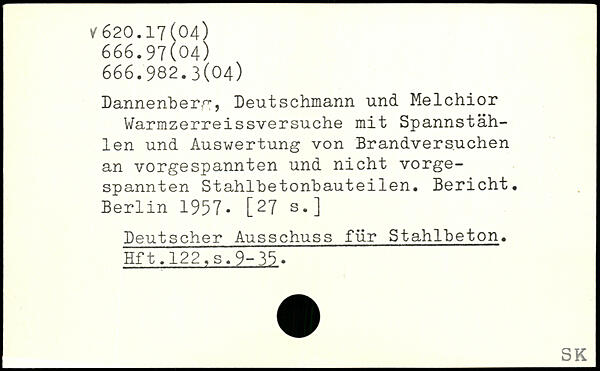 v 620.17(04)
666.97(04)
666.982.3(04)
Dannenberg, Deutschmann und Melchior
Warmzerreissversuche mit Spannstäh-
len und Auswertung von Brandversuchen
an vorgespannten und nicht vorge-
spannten Stahlbetonbauteilen. Bericht.
Berlin 1957. [27 s.]
Deutscher Ausschuss für Stahlbeton.
Hft.122,s.9-35.
SK